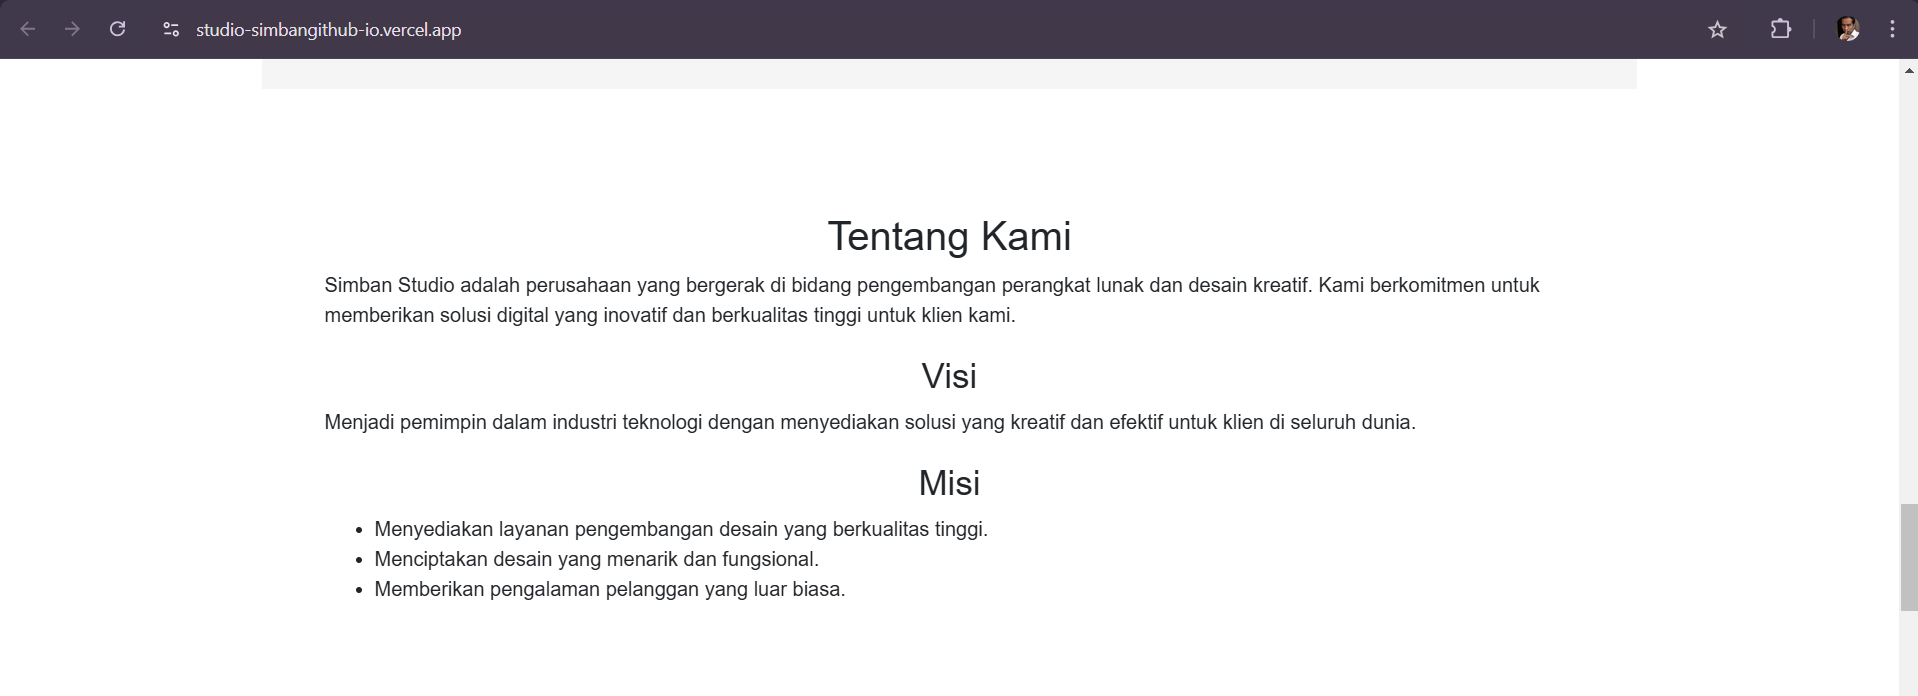 studio-simbangithub-io.vercel.app
Tentang Kami
Simban Studio adalah perusahaan yang bergerak di bidang pengembangan perangkat lunak dan desain kreatif. Kami berkomitmen untuk
memberikan solusi digital yang inovatif dan berkualitas tinggi untuk klien kami.
Visi
Menjadi pemimpin dalam industri teknologi dengan menyediakan solusi yang kreatif dan efektif untuk klien di seluruh dunia.
Misi
• Menyediakan layanan pengembangan desain yang berkualitas tinggi.
• Menciptakan desain yang menarik dan fungsional.
• Memberikan pengalaman pelanggan yang luar biasa.